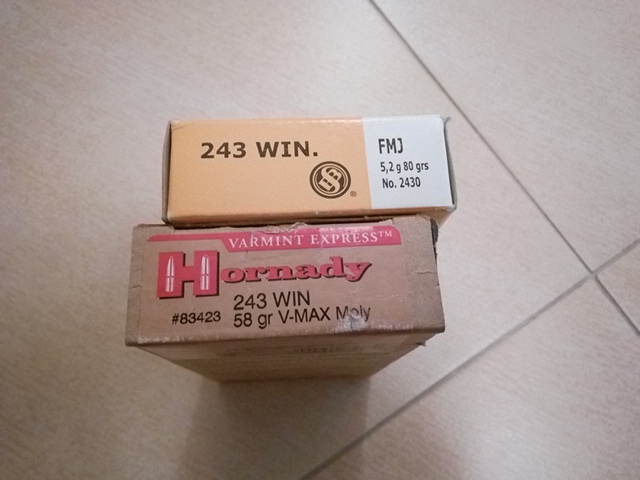 243 WIN.
FMJ
5,2 g 80 grs
No. 2430
®
VARMINT EXPRESS™
Hornady
243 WIN
#83423
58 gr V-MAX Moly